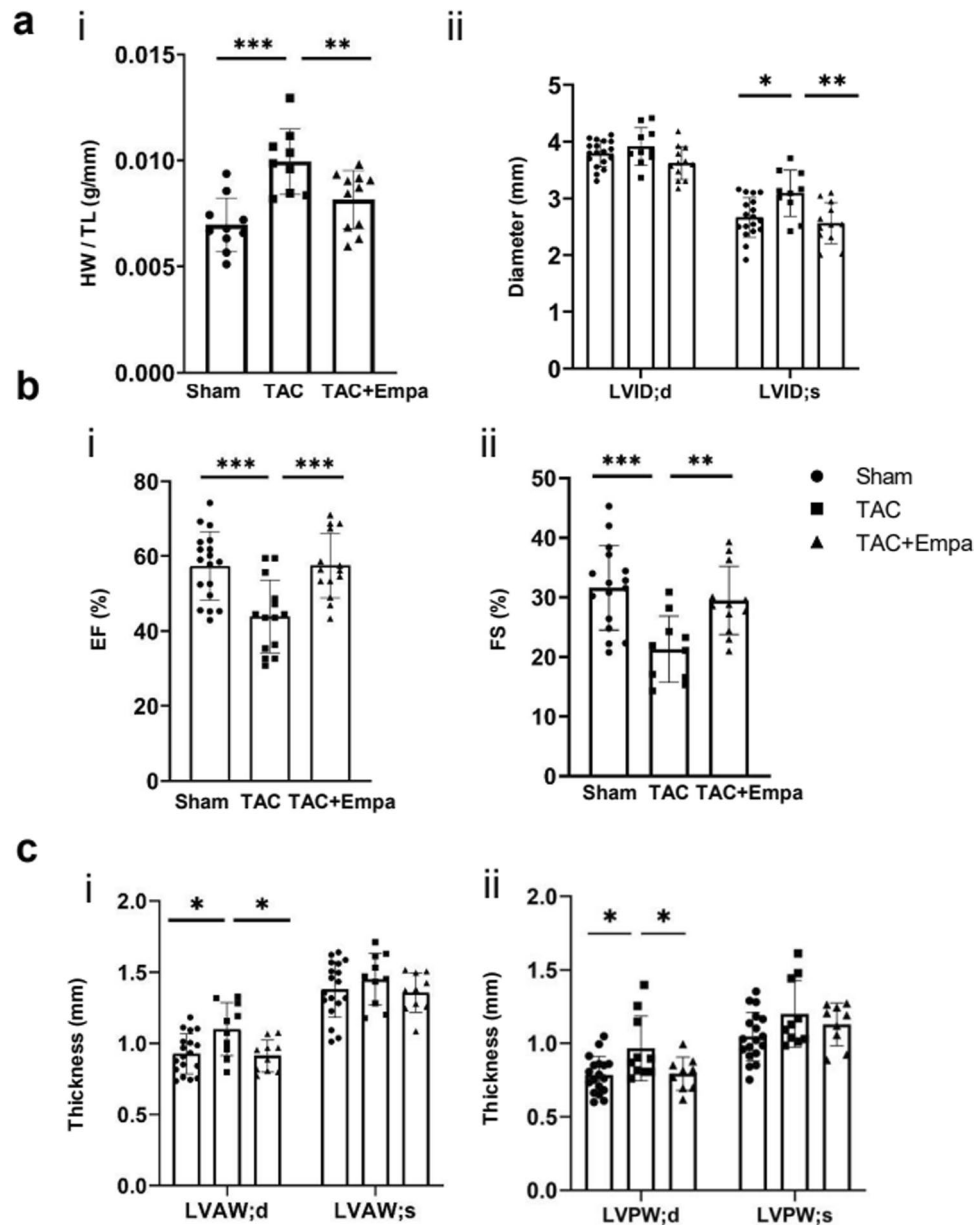 a
i
0.015
0.010
0.005
0.000
HW / TL (g/mm)
*** **
Sham TAC TAC+Empa
ii
5
4
3
2
1
0
Diameter (mm)
* **
LVID;d LVID;s
b
i
80
60
40
20
0
EF (%)
*** ***
Sham TAC TAC+Empa
ii
50
40
30
20
10
0
FS (%)
*** **
Sham TAC TAC+Empa
Sham
TAC
TAC+Empa
c
i
2.0
1.5
1.0
0.5
0.0
Thickness (mm)
* *
LVAW;d LVAW;s
ii
2.0
1.5
1.0
0.5
0.0
Thickness (mm)
* *
LVPW;d LVPW;s